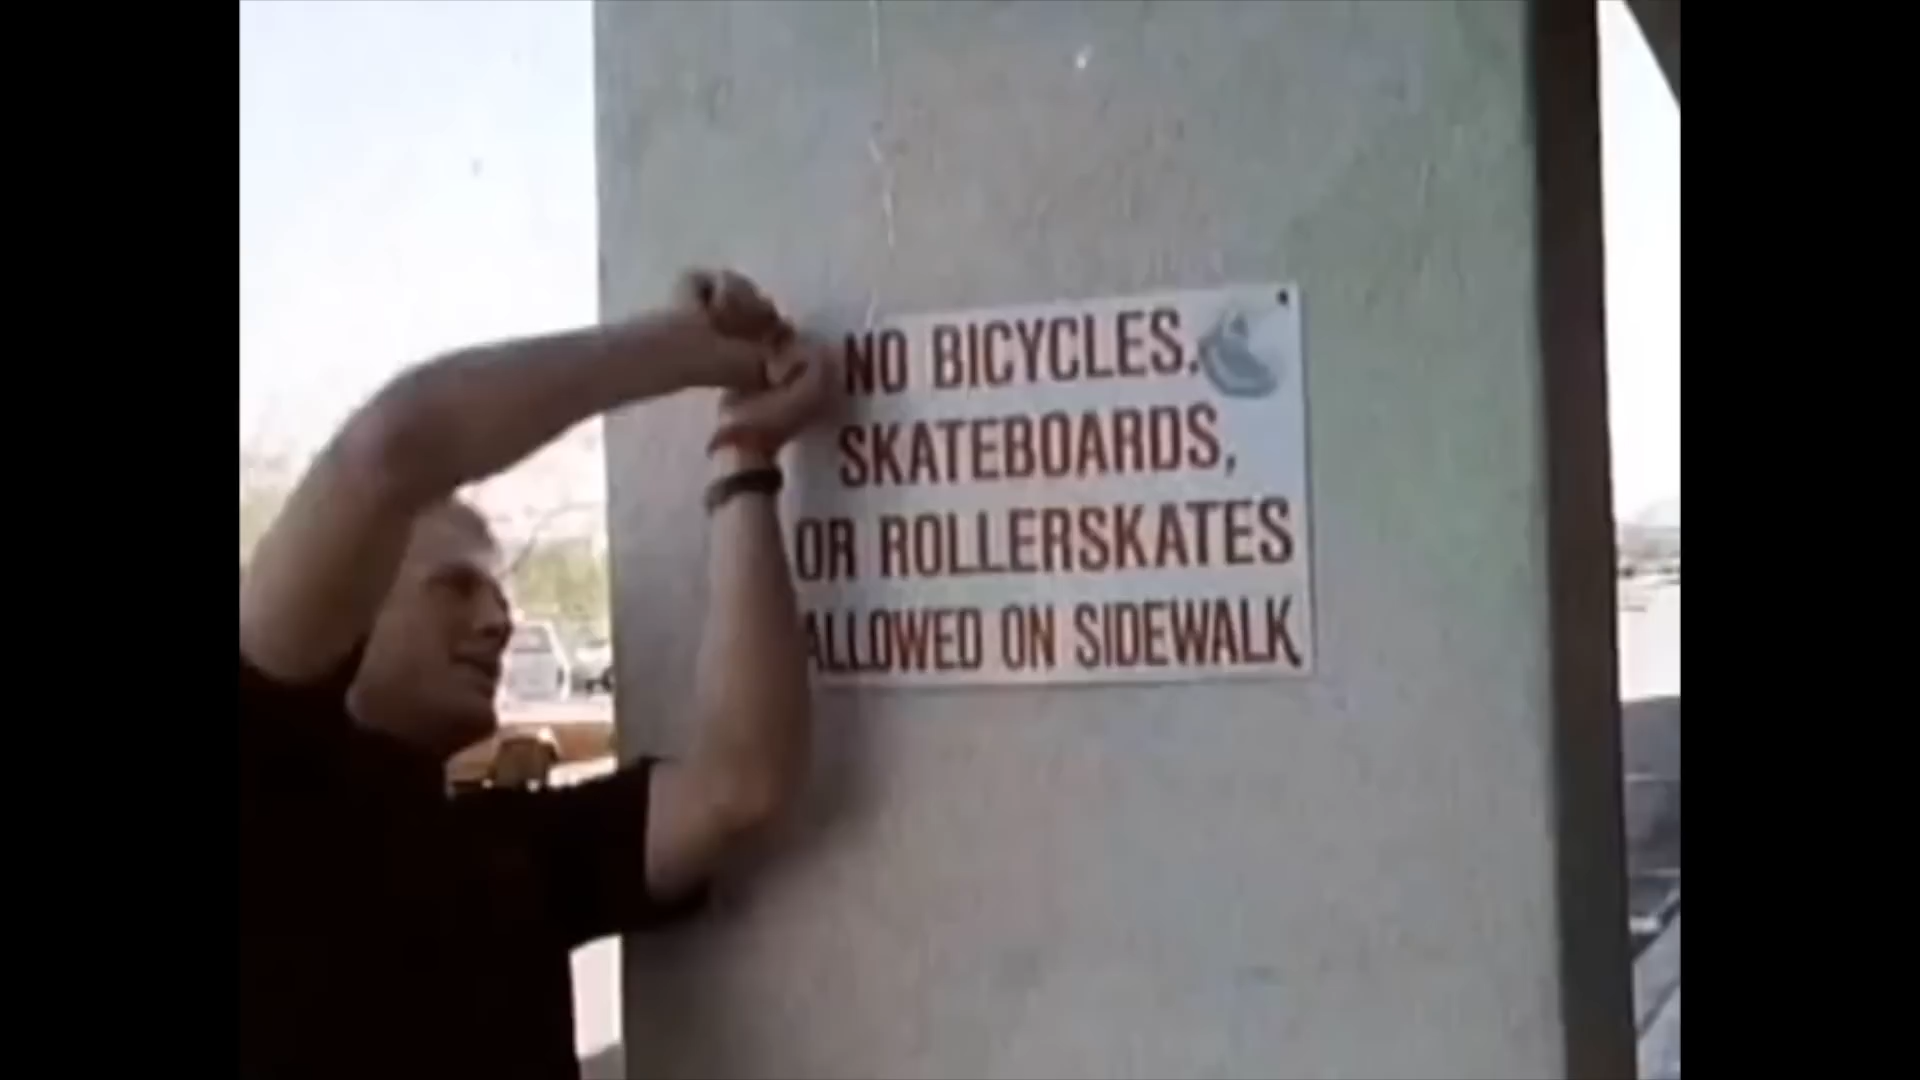 NO BICYCLES,
SKATEBOARDS,
OR ROLLERSKATES
ALLOWED ON SIDEWALK